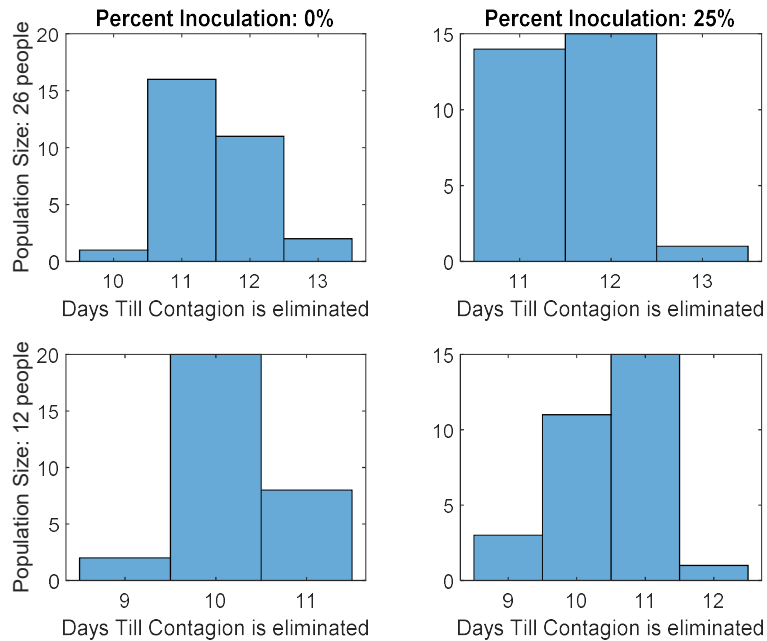 Percent Inoculation: 0%
Percent Inoculation: 25%
Population Size: 26 people
20
15
10
5
0
10 11 12 13
Days Till Contagion is eliminated
15
10
5
0
11 12 13
Days Till Contagion is eliminated
Population Size: 12 people
20
15
10
5
0
9 10 11
Days Till Contagion is eliminated
15
10
5
0
9 10 11 12
Days Till Contagion is eliminated